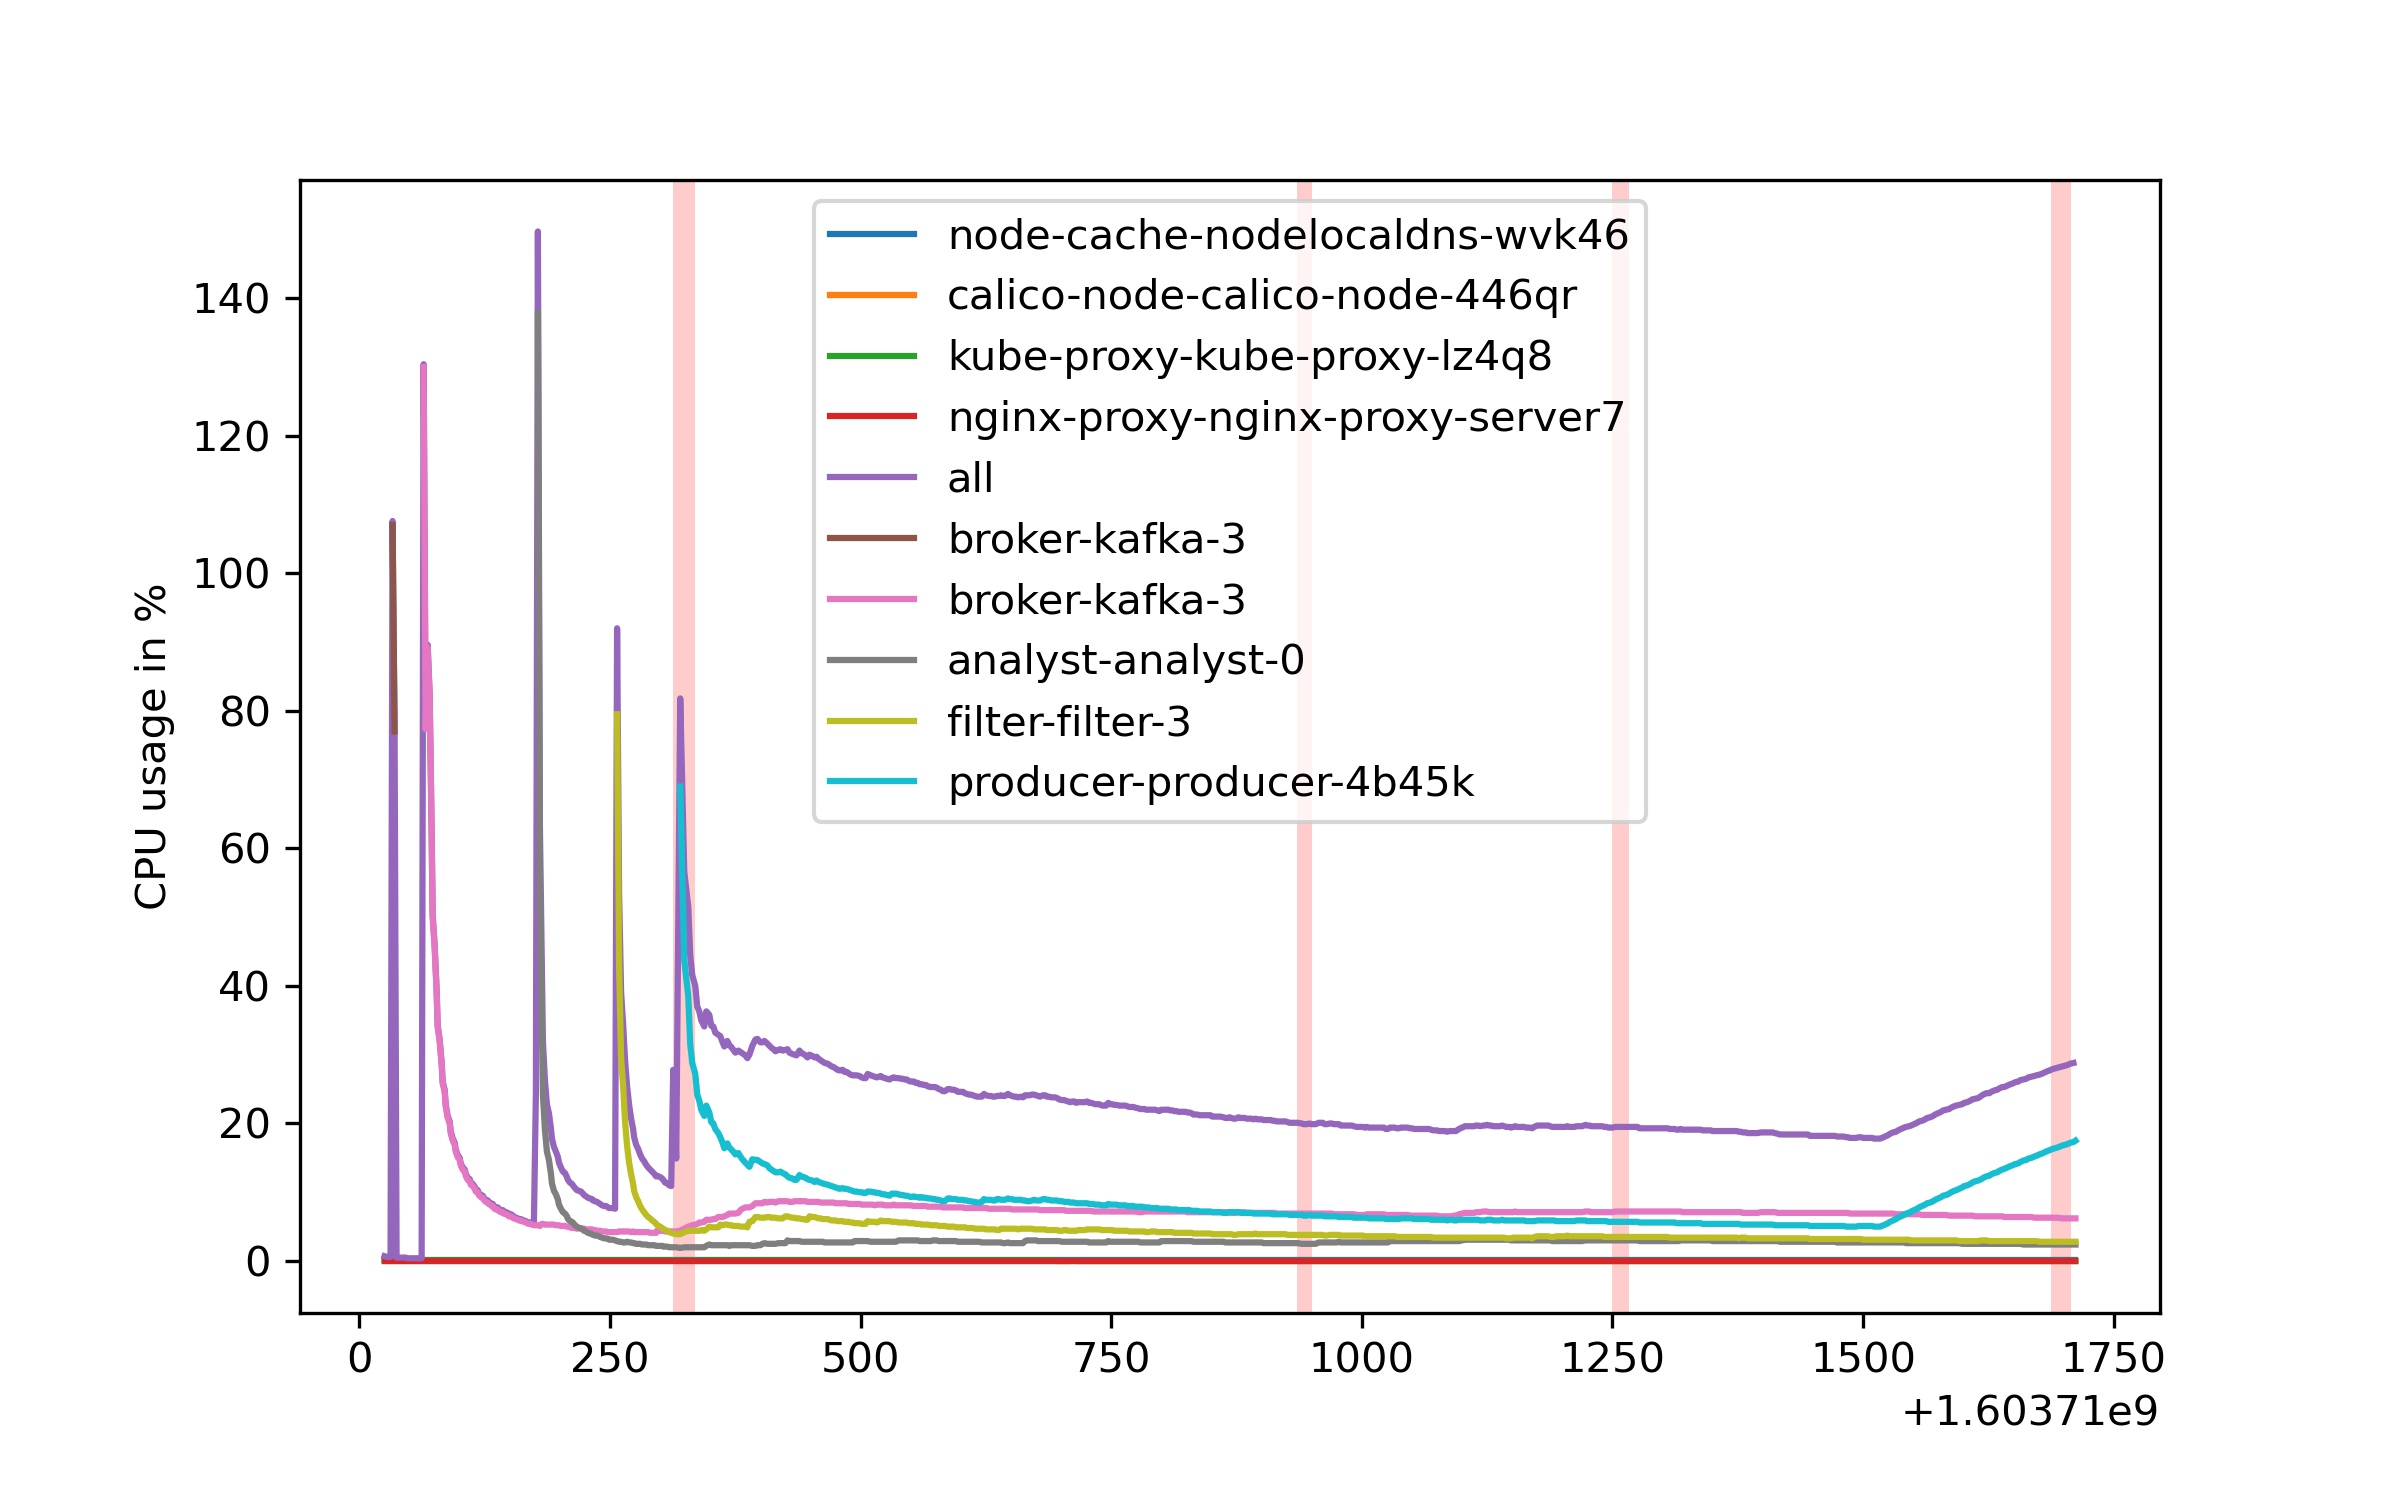 node-cache-nodelocaldns-wvk46
calico-node-calico-node-446qr
kube-proxy-kube-proxy-lz4q8
nginx-proxy-nginx-proxy-server7
all
broker-kafka-3
broker-kafka-3
analyst-analyst-0
filter-filter-3
producer-producer-4b45k
CPU usage in %
140
120
100
80
60
40
20
0
0 250 500 750 1000 1250 1500 1750
+1.60371e9